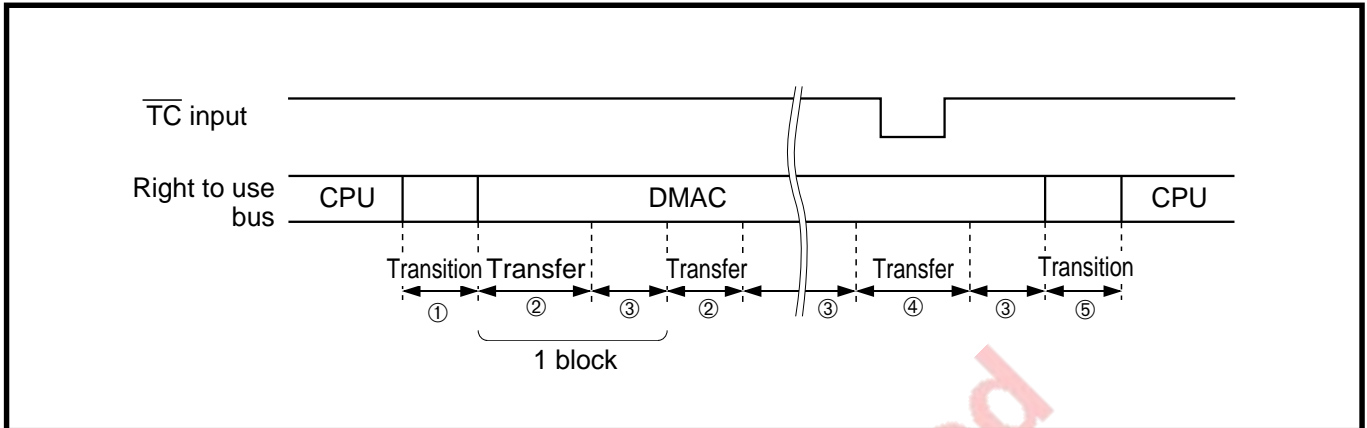 TC input
Right to use
bus
CPU
DMAC
CPU
Transition Transfer Transfer Transfer Transition
① ② ③ ② ③ ④ ③ ⑤
1 block